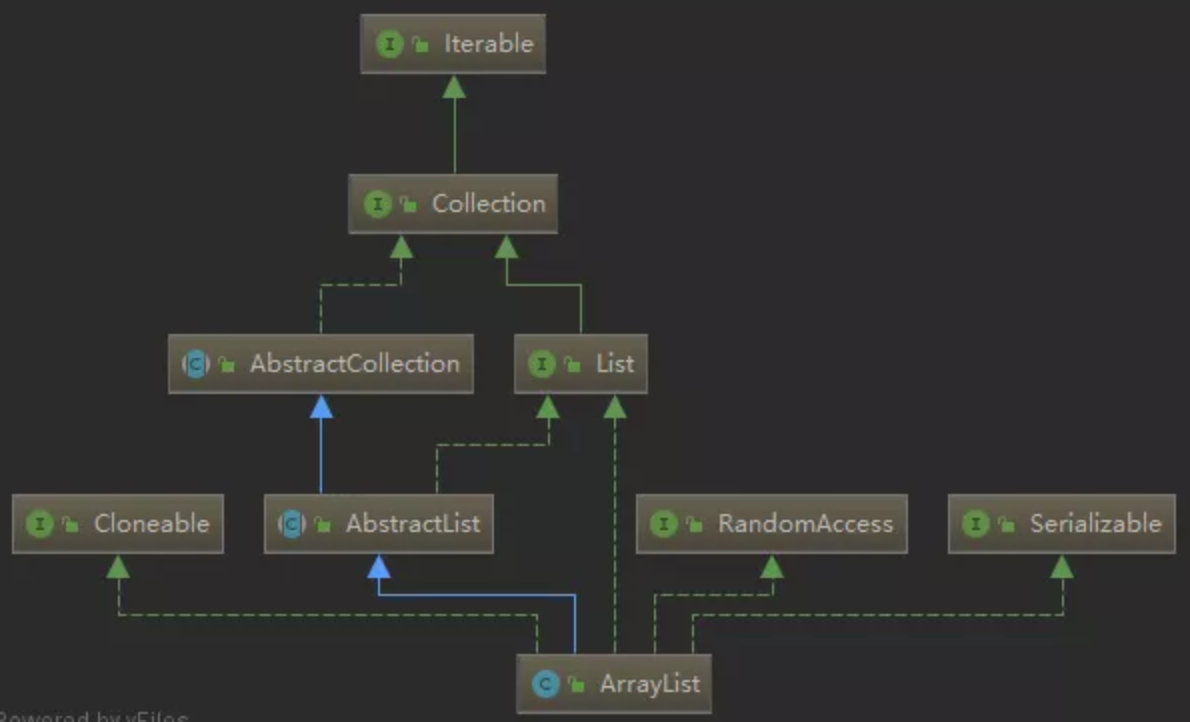 Iterable
Collection
AbstractCollection
List
Cloneable
AbstractList
RandomAccess
Serializable
ArrayList
Powered by yFiles